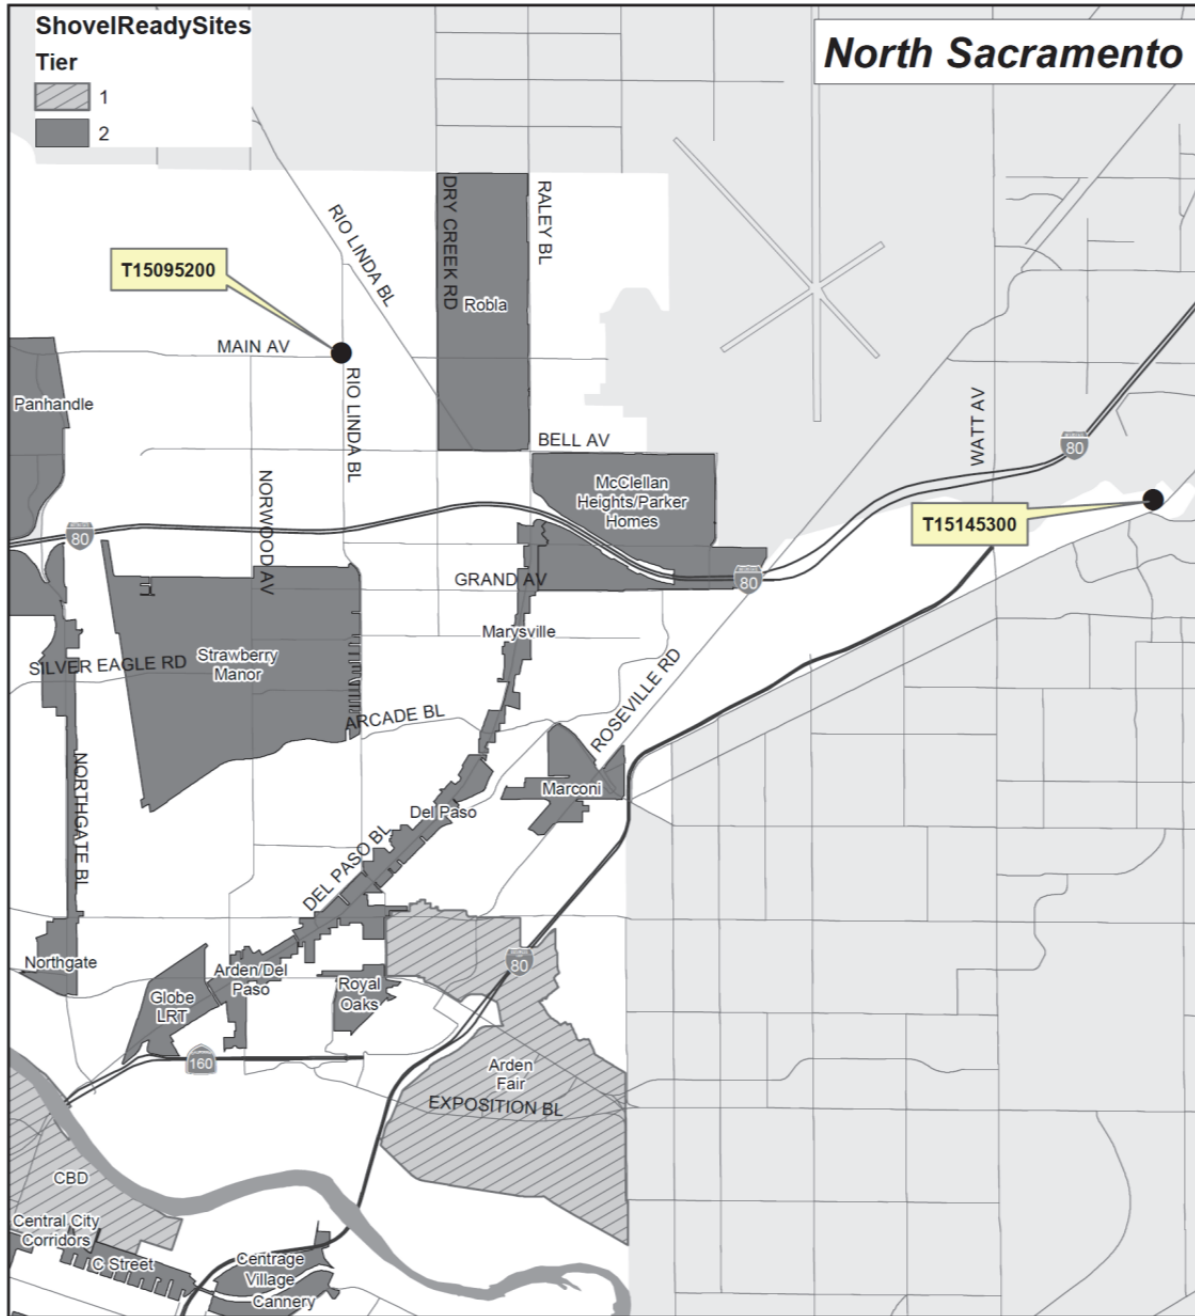 ShovelReadySites
Tier
1
2
North Sacramento
T15095200
RIO LINDA BL
DRY CREEK RD
RALEY BL
Robla
MAIN AV
RIO LINDA BL
Panhandle
BELL AV
WATT AV
80
NORWOOD AV
McClellan
Heights/Parker
Homes
T15145300
80
GRAND AV
80
Marysville
SILVER EAGLE RD
Strawberry
Manor
ROSEVILLE RD
ARCADE BL
NORTHGATE BL
Marconi
Del Paso
DEL PASO BL
Northgate
Arden/Del
Paso
80
Globe
LRT
Royal
Oaks
160
Arden
Fair
EXPOSITION BL
CBD
Central City
Corridors
C Street
Centrage
Village
Cannery